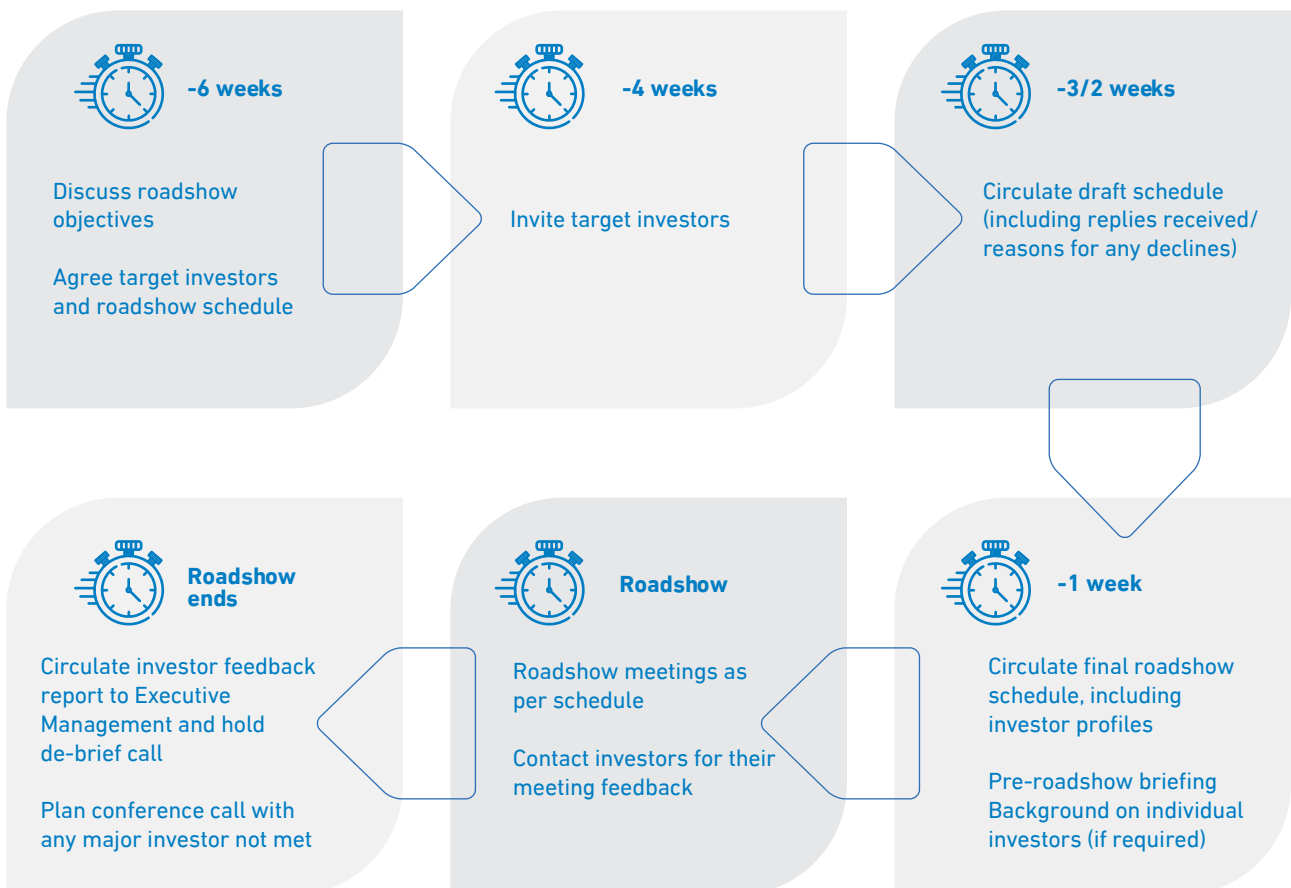 -6 weeks
Discuss roadshow
objectives
Agree target investors
and roadshow schedule
-4 weeks
Invite target investors
-3/2 weeks
Circulate draft schedule
(including replies received/
reasons for any declines)
-1 week
Circulate final roadshow
schedule, including
investor profiles
Pre-roadshow briefing
Background on individual
investors (if required)
Roadshow
Roadshow meetings as
per schedule
Contact investors for their
meeting feedback
Roadshow
ends
Circulate investor feedback
report to Executive
Management and hold
de-brief call
Plan conference call with
any major investor not met